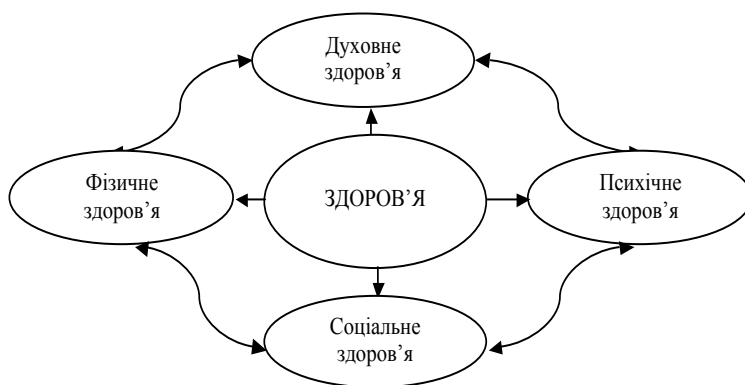 Духовне
здоров’я
Фізичне
здоров’я
ЗДОРОВ’Я
Психічне
здоров’я
Соціальне
здоров’я